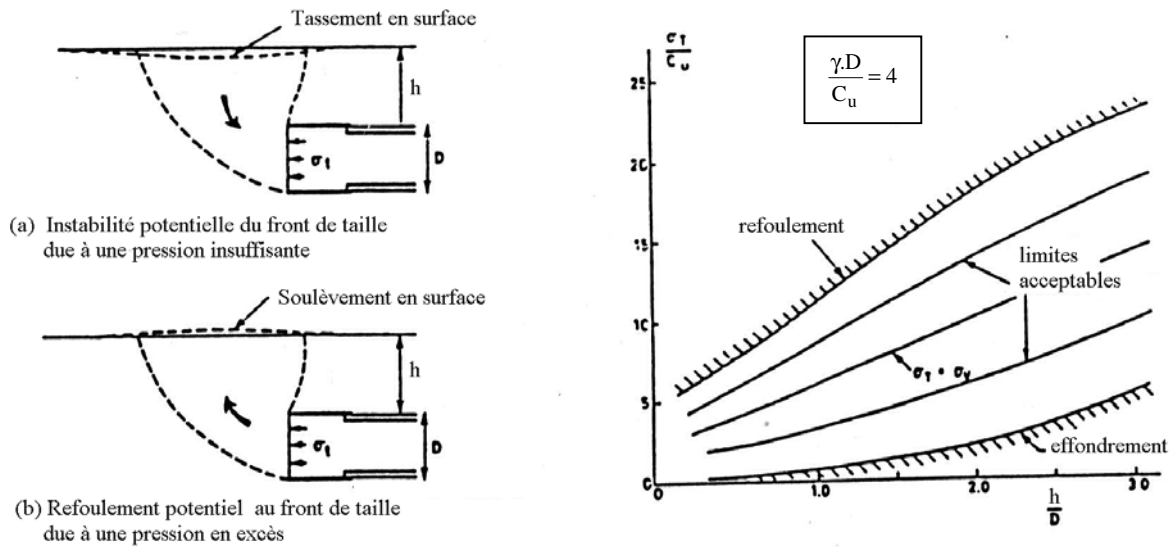 Tassement en surface
h
σt
D
(a) Instabilité potentielle du front de taille
due à une pression insuffisante
Soulèvement en surface
h
σt
D
(b) Refoulement potentiel au front de taille
due à une pression en excès
σT
Cu
γ.D
Cu
= 4
25
20
15
10
5
0
refoulement
limites
acceptables
σT = σV
effondrement
0
1.0
2.0
h
D
3.0